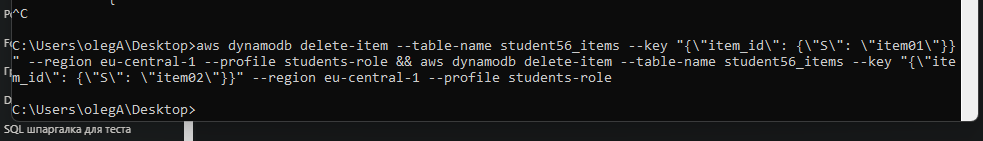 ^C
C:\Users\olegA\Desktop>aws dynamodb delete-item --table-name student56_items --key "{\"item_id\": {\"S\": \"item01\"}}
" --region eu-central-1 --profile students-role && aws dynamodb delete-item --table-name student56_items --key "{\"ite
m_id\": {\"S\": \"item02\"}}" --region eu-central-1 --profile students-role
C:\Users\olegA\Desktop>
SQL шпаргалка для теста